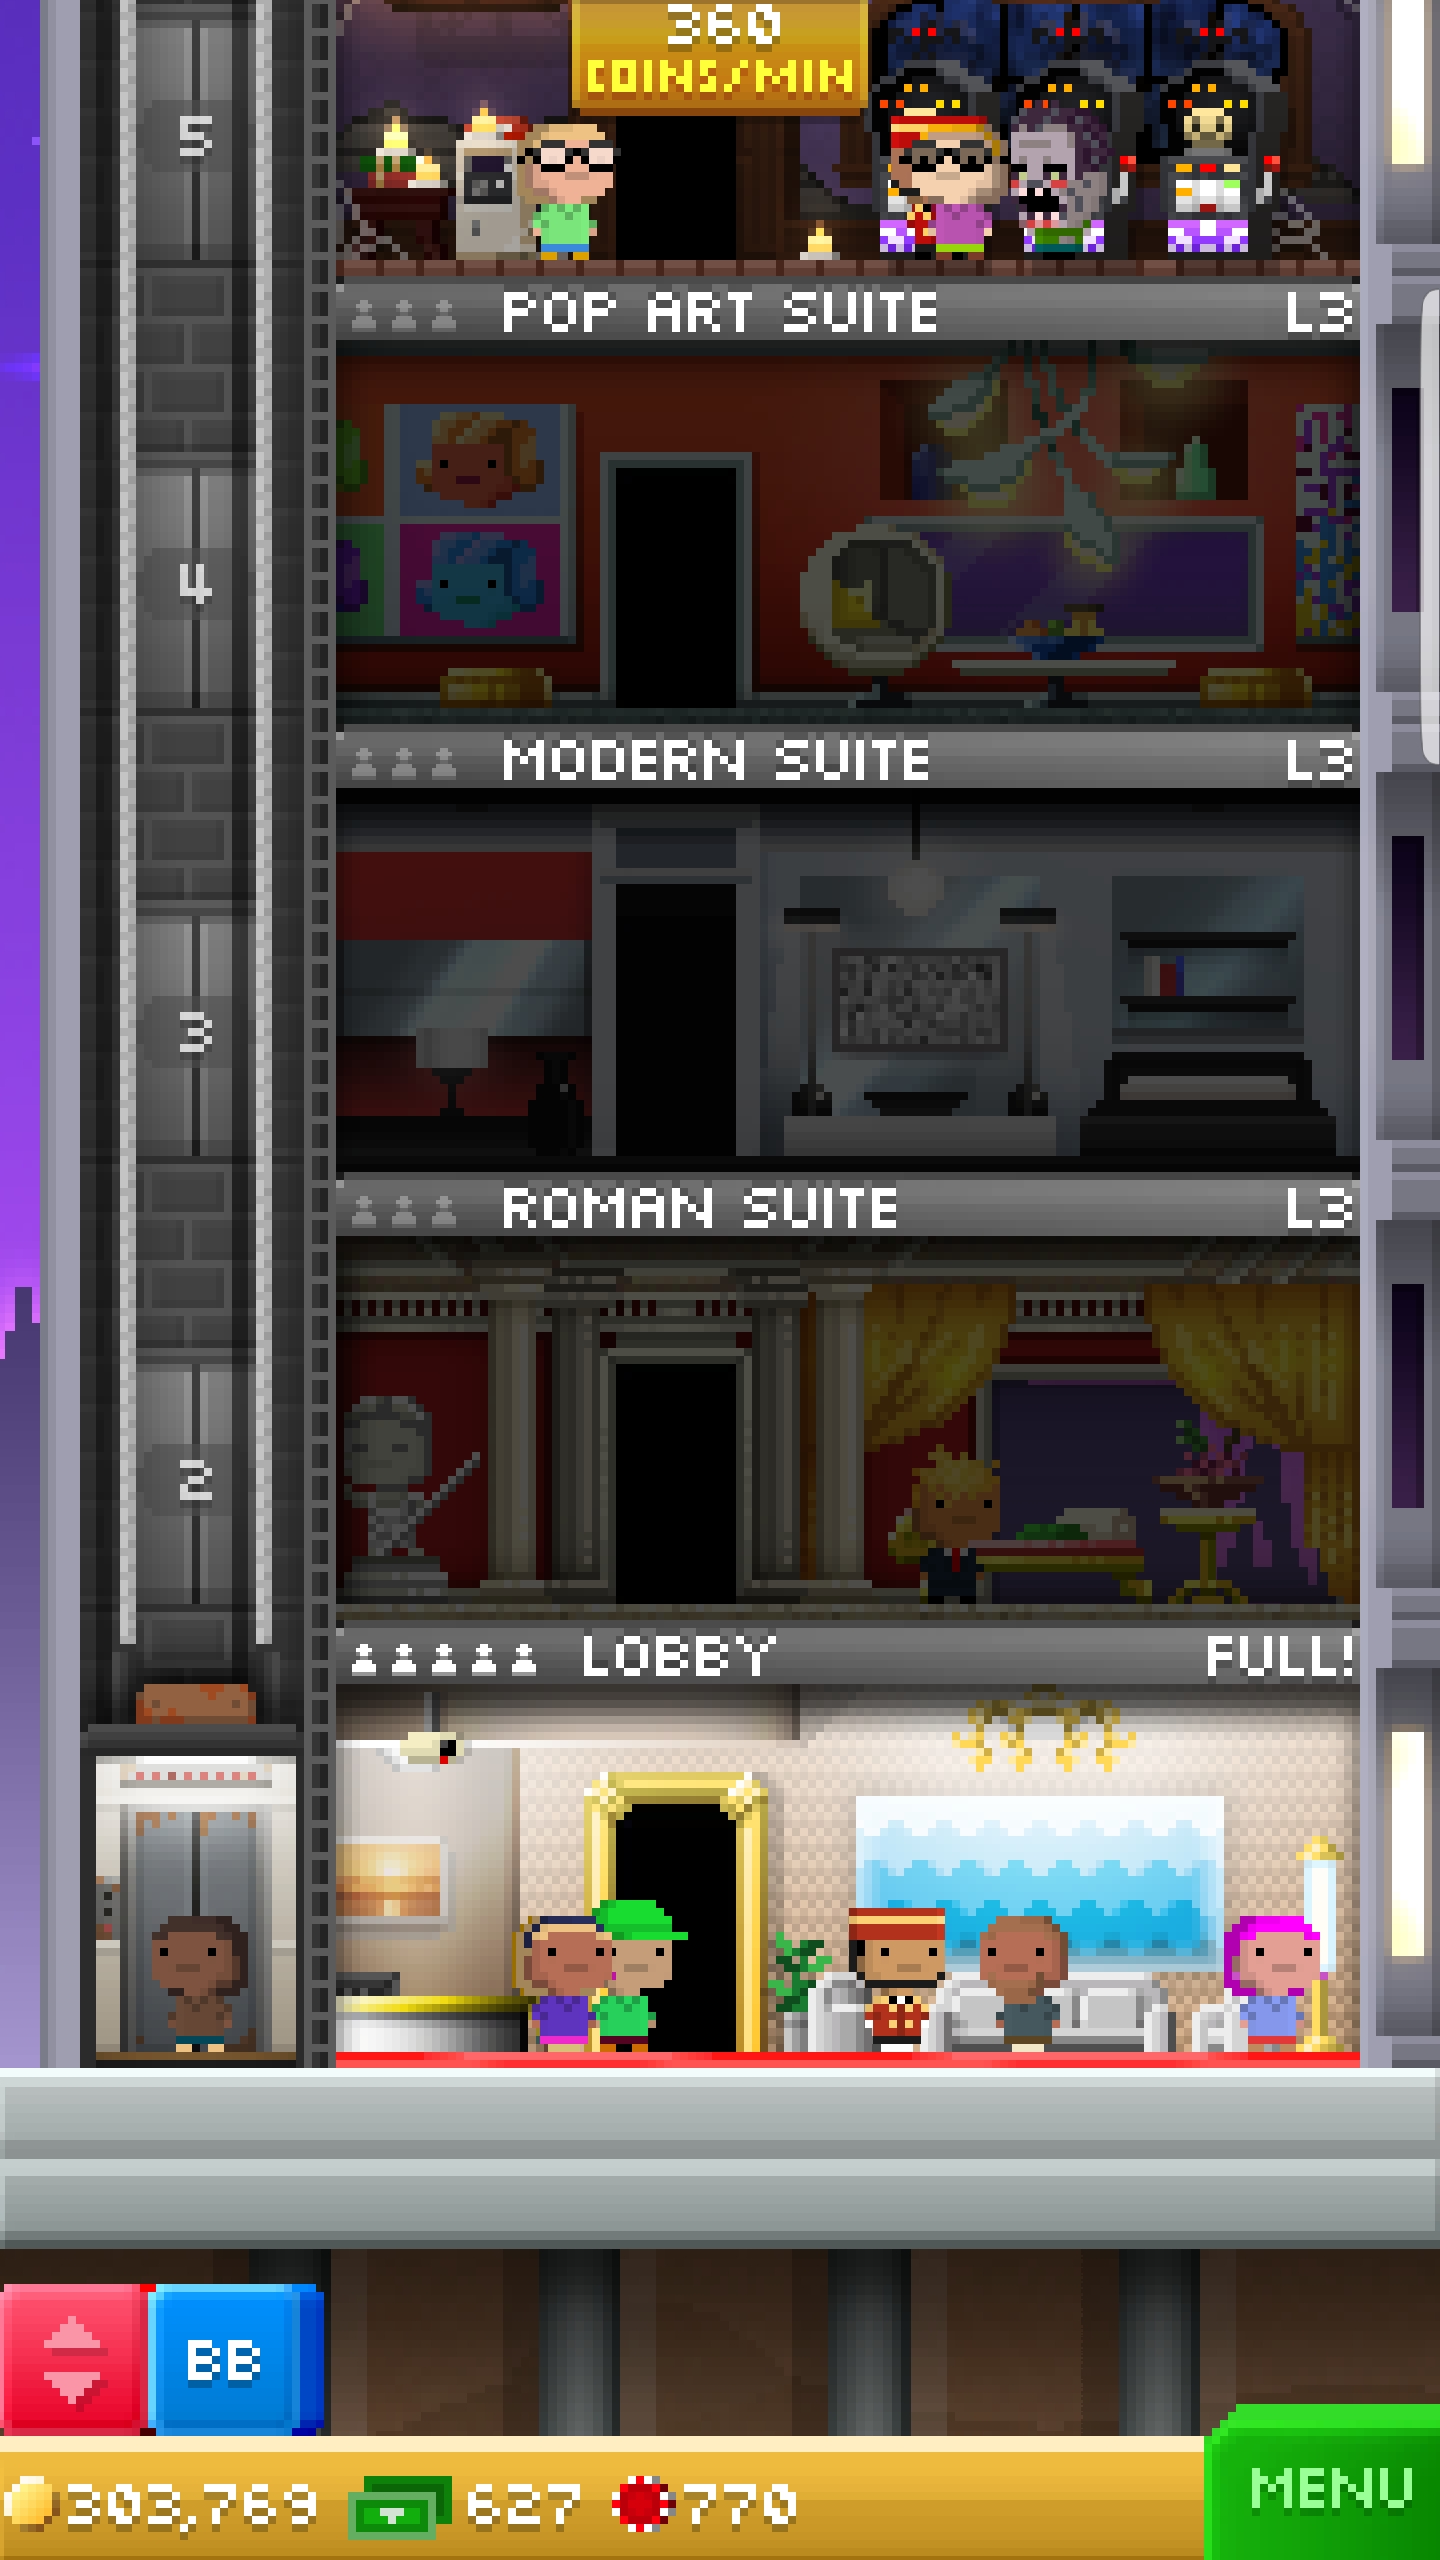 360
COINS/MIN
5
POP ART SUITE L3
4
MODERN SUITE L3
3
ROMAN SUITE L3
2
LOBBY FULL!
BB
303,769 627 770
MENU